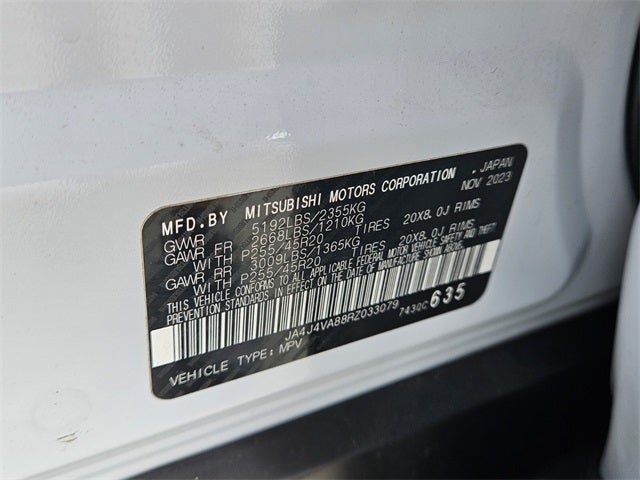 MFD.BY MITSUBISHI MOTORS CORPORATION . JAPAN
NOV 2023
GVWR 5192LBS/2355KG
GAWR FR 2668LBS/1210KG
WITH P255/45R20 TIRES 20X8.0J RIMS
GAWR RR 3009LBS/1365KG
WITH P255/45R20 TIRES 20X8.0J RIMS
THIS VEHICLE CONFORMS TO ALL APPLICABLE FEDERAL MOTOR VEHICLE SAFETY AND THEFT
PREVENTION STANDARDS IN EFFECT ON THE DATE OF MANUFACTURE SHOWN ABOVE.
JA4J4VA88RZ033079 7430C 635
VEHICLE TYPE: MPV